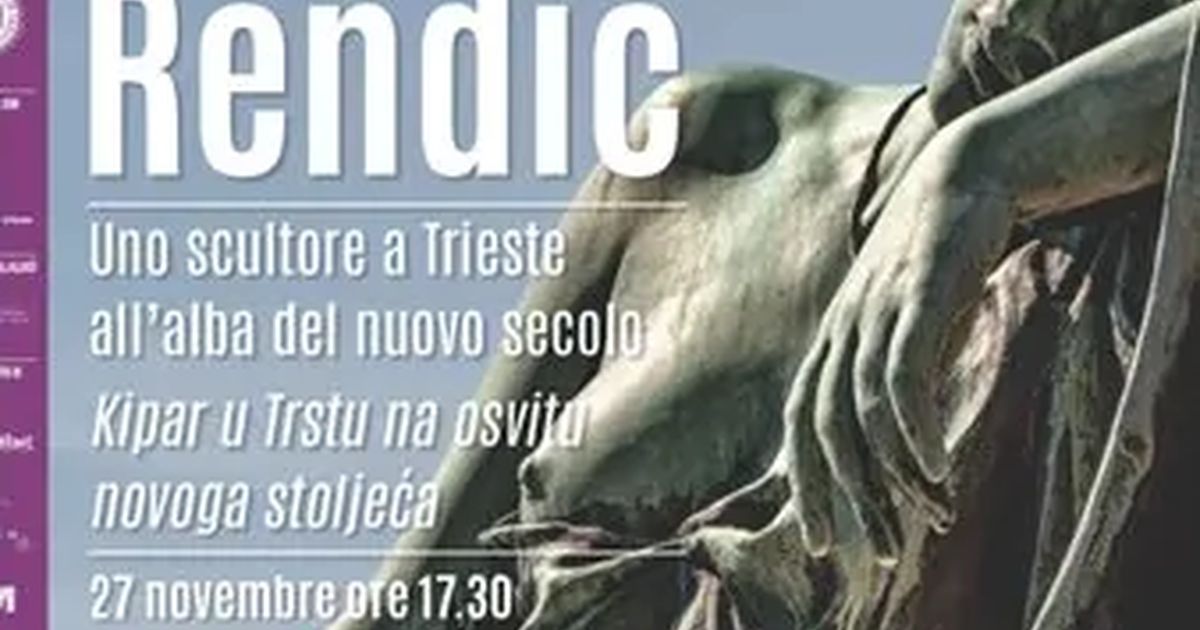 Rendic
Uno scultore a Trieste
all'alba del nuovo secolo
Kipar u Trstu na osvitu
novoga stoljeća
27 novembre ore 17.30